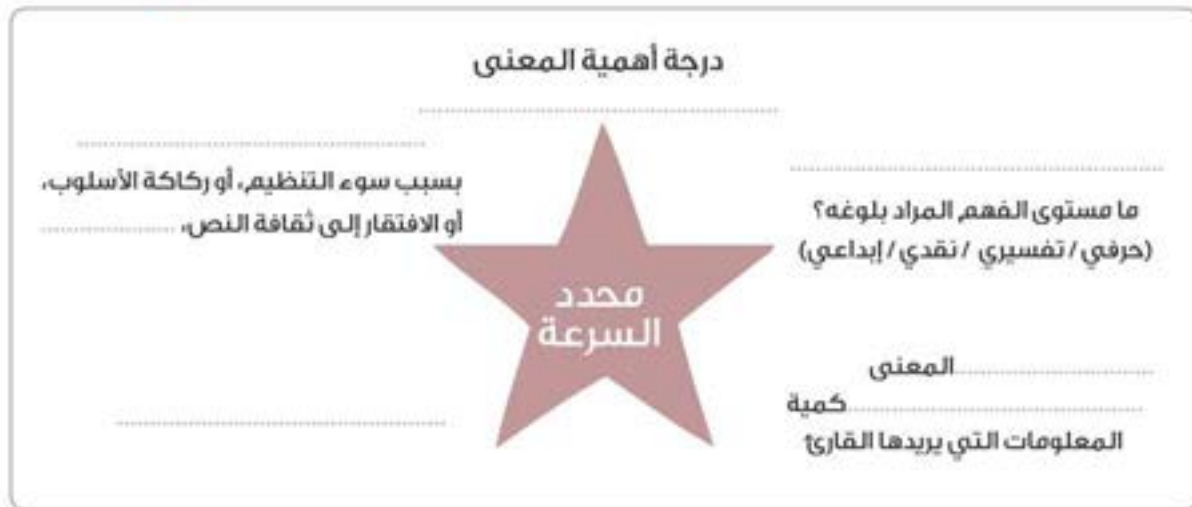 درجة أهمية المعنى
........................................
........................................
ما مستوى الفهم المراد بلوغه؟
(حرفي / تفسيري / نقدي / إبداعي)
المعنى........................
كمية........................
المعلومات التي يريدها القارئ
........................................
بسبب سوء التنظيم، أو ركاكة الأسلوب،
أو الافتقار إلى ثقافة النص، ................
........................................
محدد
السرعة